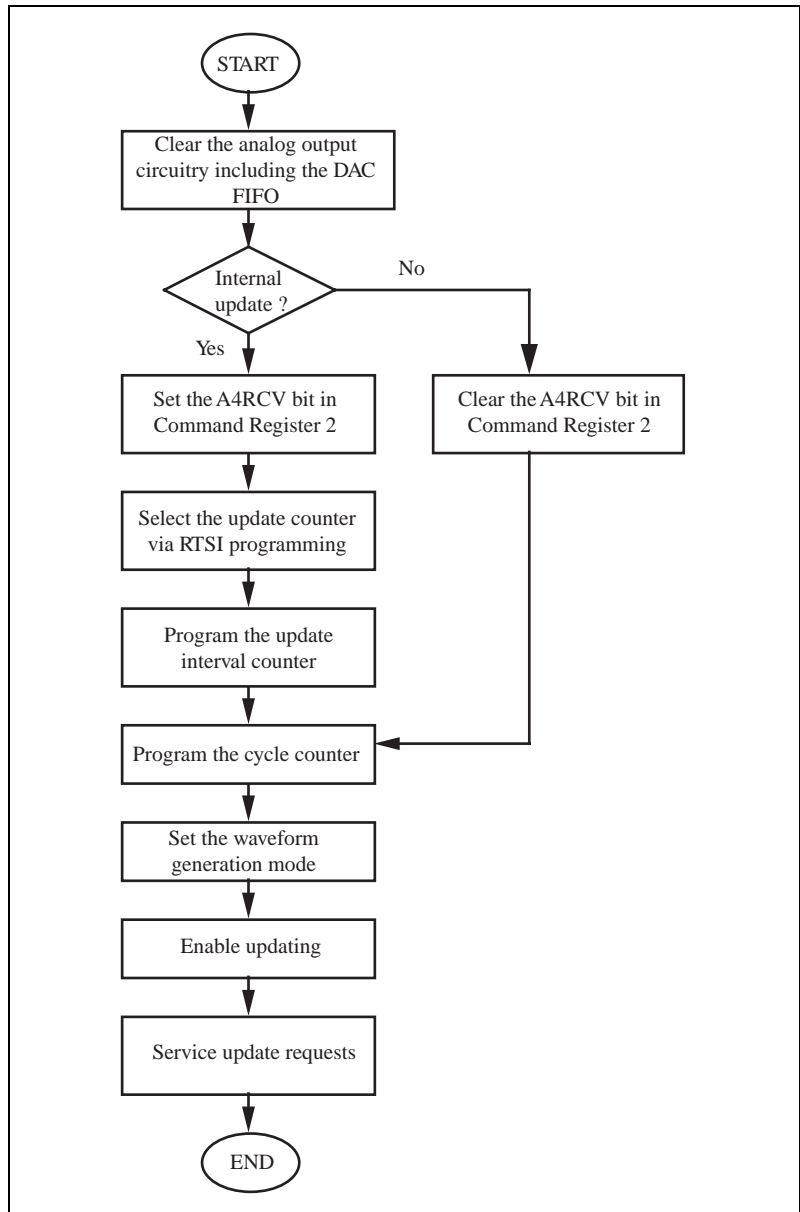 START
Clear the analog output
circuitry including the DAC
FIFO
Internal
update ?
No
Yes
Set the A4RCV bit in
Command Register 2
Clear the A4RCV bit in
Command Register 2
Select the update counter
via RTSI programming
Program the update
interval counter
Program the cycle counter
Set the waveform
generation mode
Enable updating
Service update requests
END